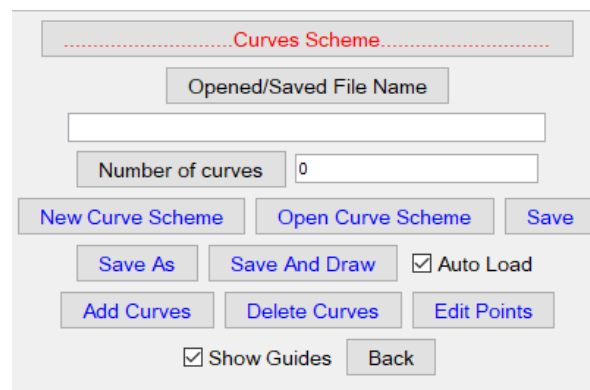 ............................Curves Scheme............................
Opened/Saved File Name
Number of curves 0
New Curve Scheme Open Curve Scheme Save
Save As Save And Draw Auto Load
Add Curves Delete Curves Edit Points
Show Guides Back